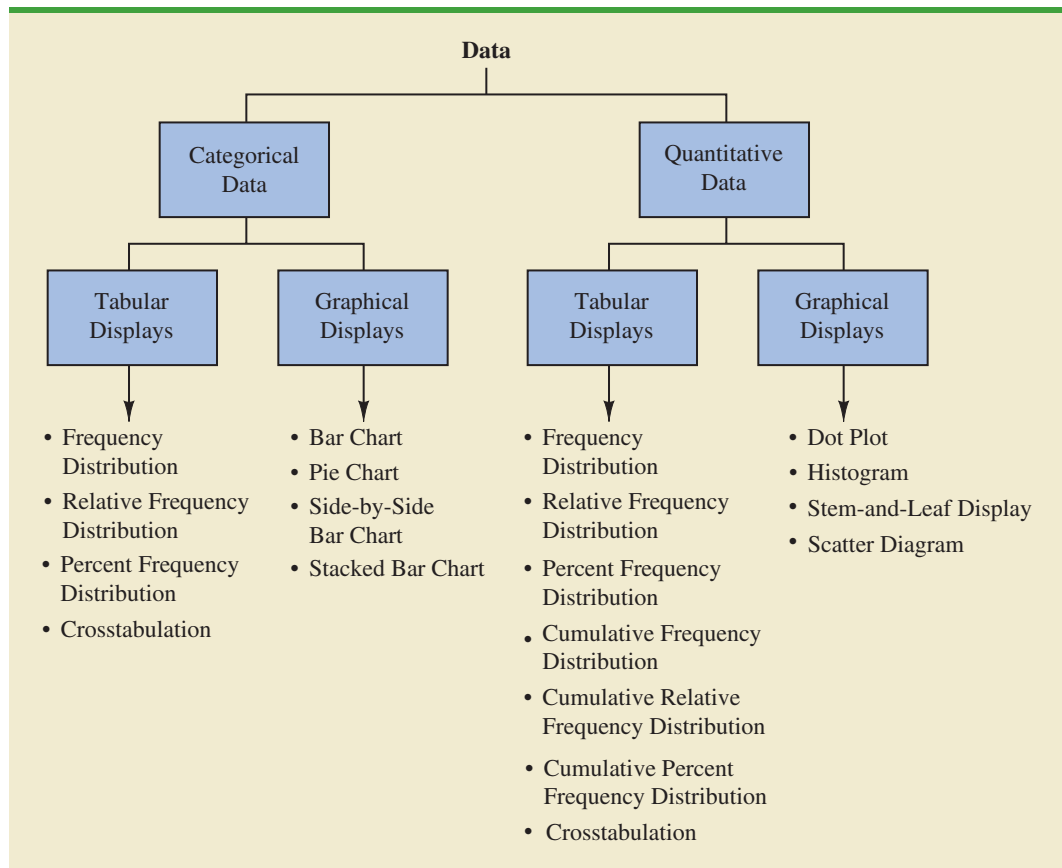 Data
Categorical
Data
Quantitative
Data
Tabular
Displays
Graphical
Displays
Tabular
Displays
Graphical
Displays
• Frequency
Distribution
• Relative Frequency
Distribution
• Percent Frequency
Distribution
• Crosstabulation
• Bar Chart
• Pie Chart
• Side-by-Side
Bar Chart
• Stacked Bar Chart
• Frequency
Distribution
• Relative Frequency
Distribution
• Percent Frequency
Distribution
• Cumulative Frequency
Distribution
• Cumulative Relative
Frequency Distribution
• Cumulative Percent
Frequency Distribution
• Crosstabulation
• Dot Plot
• Histogram
• Stem-and-Leaf Display
• Scatter Diagram